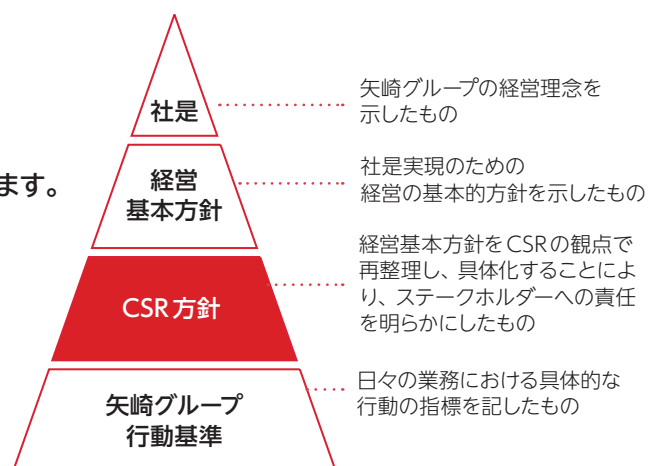 社是
矢崎グループの経営理念を
示したもの
ます。
経営
基本方針
社是実現のための
経営の基本的方針を示したもの
CSR方針
経営基本方針をCSRの観点で
再整理し、具体化することによ
り、ステークホルダーへの責任
を明らかにしたもの
矢崎グループ
行動基準
日々の業務における具体的な
行動の指標を記したもの